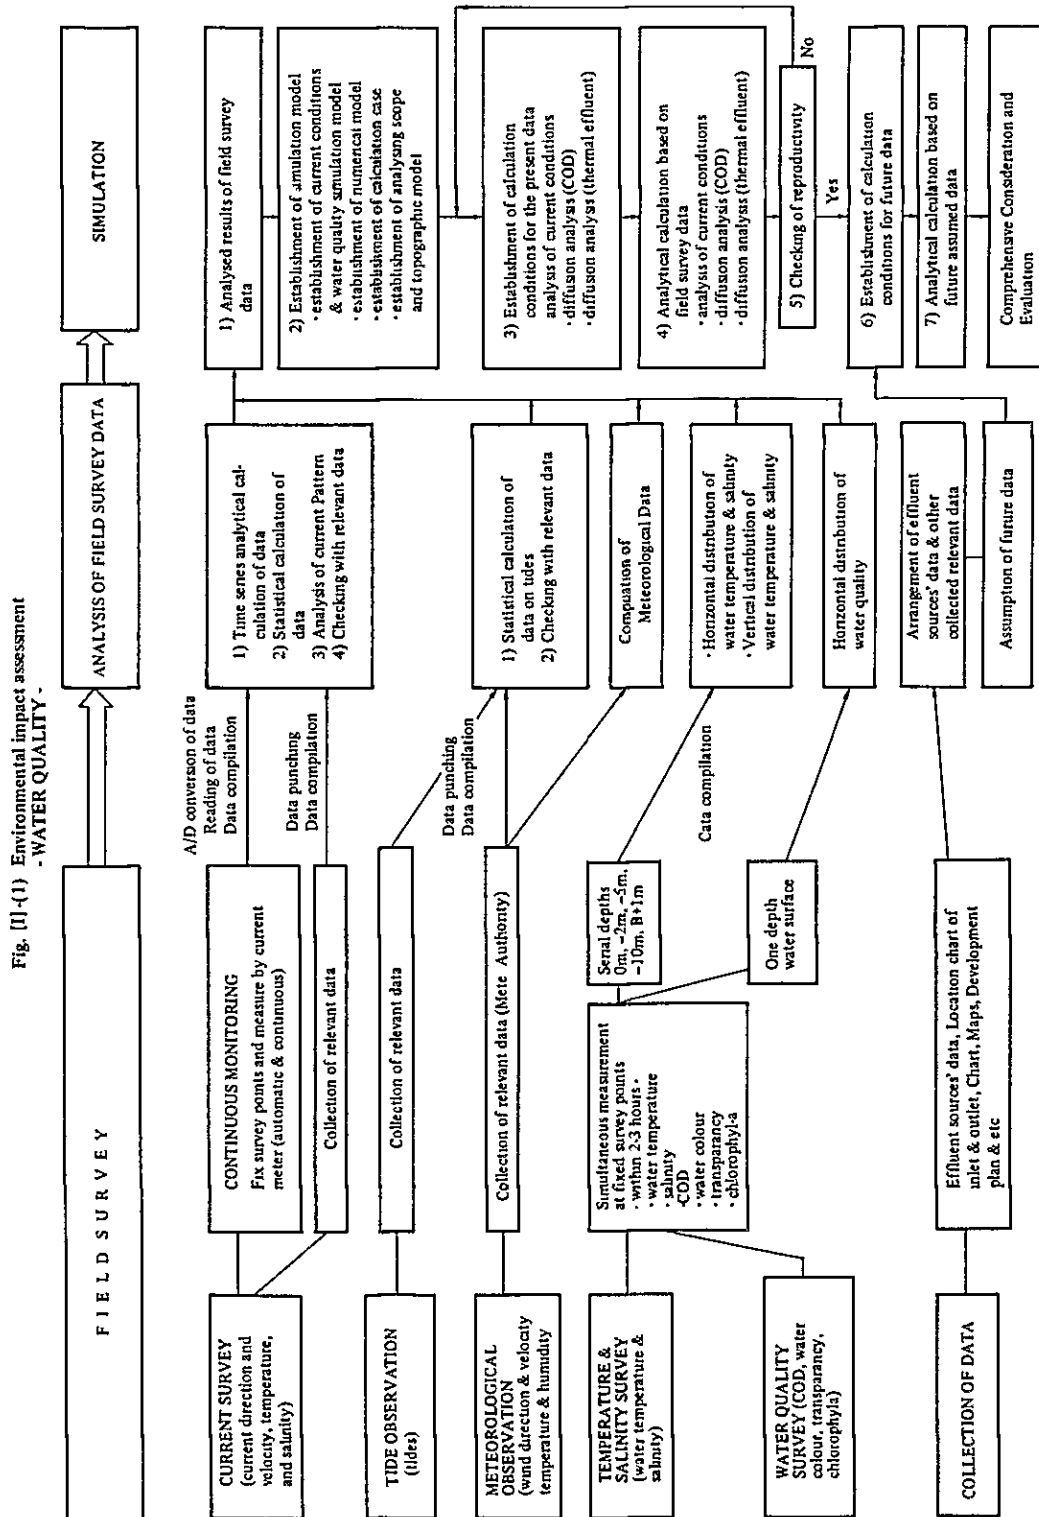 Fig. [I]-(1) Environmental impact assessment
- WATER QUALITY -
FIELD SURVEY
ANALYSIS OF FIELD SURVEY DATA
SIMULATION
CURRENT SURVEY
(current direction and
velocity, temperature,
and salinity)
CONTINUOUS MONITORING
Fix survey points and measure by current
meter (automatic & continuous)
Collection of relevant data
A/D conversion of data
Reading of data
Data compilation
Data punching
Data compilation
1) Time series analytical cal-
culation of data
2) Statistical calculation of
data
3) Analysis of current Pattern
4) Checking with relevant data
TIDE OBSERVATION
(tides)
Collection of relevant data
METEOROLOGICAL
OBSERVATION
(wind direction & velocity
temperature & humidity
Collection of relevant data (Mete Authority)
Data punching
Data compilation
1) Statistical calculation of
data on tides
2) Checking with relevant data
Compuation of
Meteorological Data
TEMPERATURE &
SALINITY SURVEY
(water temperature &
salinity)
WATER QUALITY
SURVEY (COD, water
colour, transparancy,
chlorophyla)
Simultaneous measurement
at fixed survey points
· within 2-3 hours ·
· water temperature
· salinity
-COD
· water colour
· transparancy
· chlorophyl-a
Serial depths
0m, -2m, -5m,
-10m, B+1m
One depth
water surface
Cata compilation
· Horizontal distribution of
water temperature & salinity
· Vertical distribution of
water temperature & salinity
Horizontal distribution of
water quality
COLLECTION OF DATA
Effluent sources' data, Location chart of
inlet & outlet, Chart, Maps, Development
plan & etc
Arrangement of effluent
sources' data & other
collected relevant data
Assumption of future data
1) Analysed results of field survey
data
2) Establishment of simulation model
· establishment of current conditions
& water quality simulation model
· establishment of numerical model
· establishment of calculation case
· establishment of analysing scope
and topographic model
3) Establishment of calculation
conditions for the present data
analysis of current conditions
· diffusion analysis (COD)
· diffusion analysis (thermal effluent)
4) Analytical calculation based on
field survey data
· analysis of current conditions
· diffusion analysis (COD)
· diffusion analysis (thermal effluent)
5) Checking of reproductivity
No
Yes
6) Establishment of calculation
conditions for future data
7) Analytical calculation based on
future assumed data
Comprehensive Consideration and
Evaluation